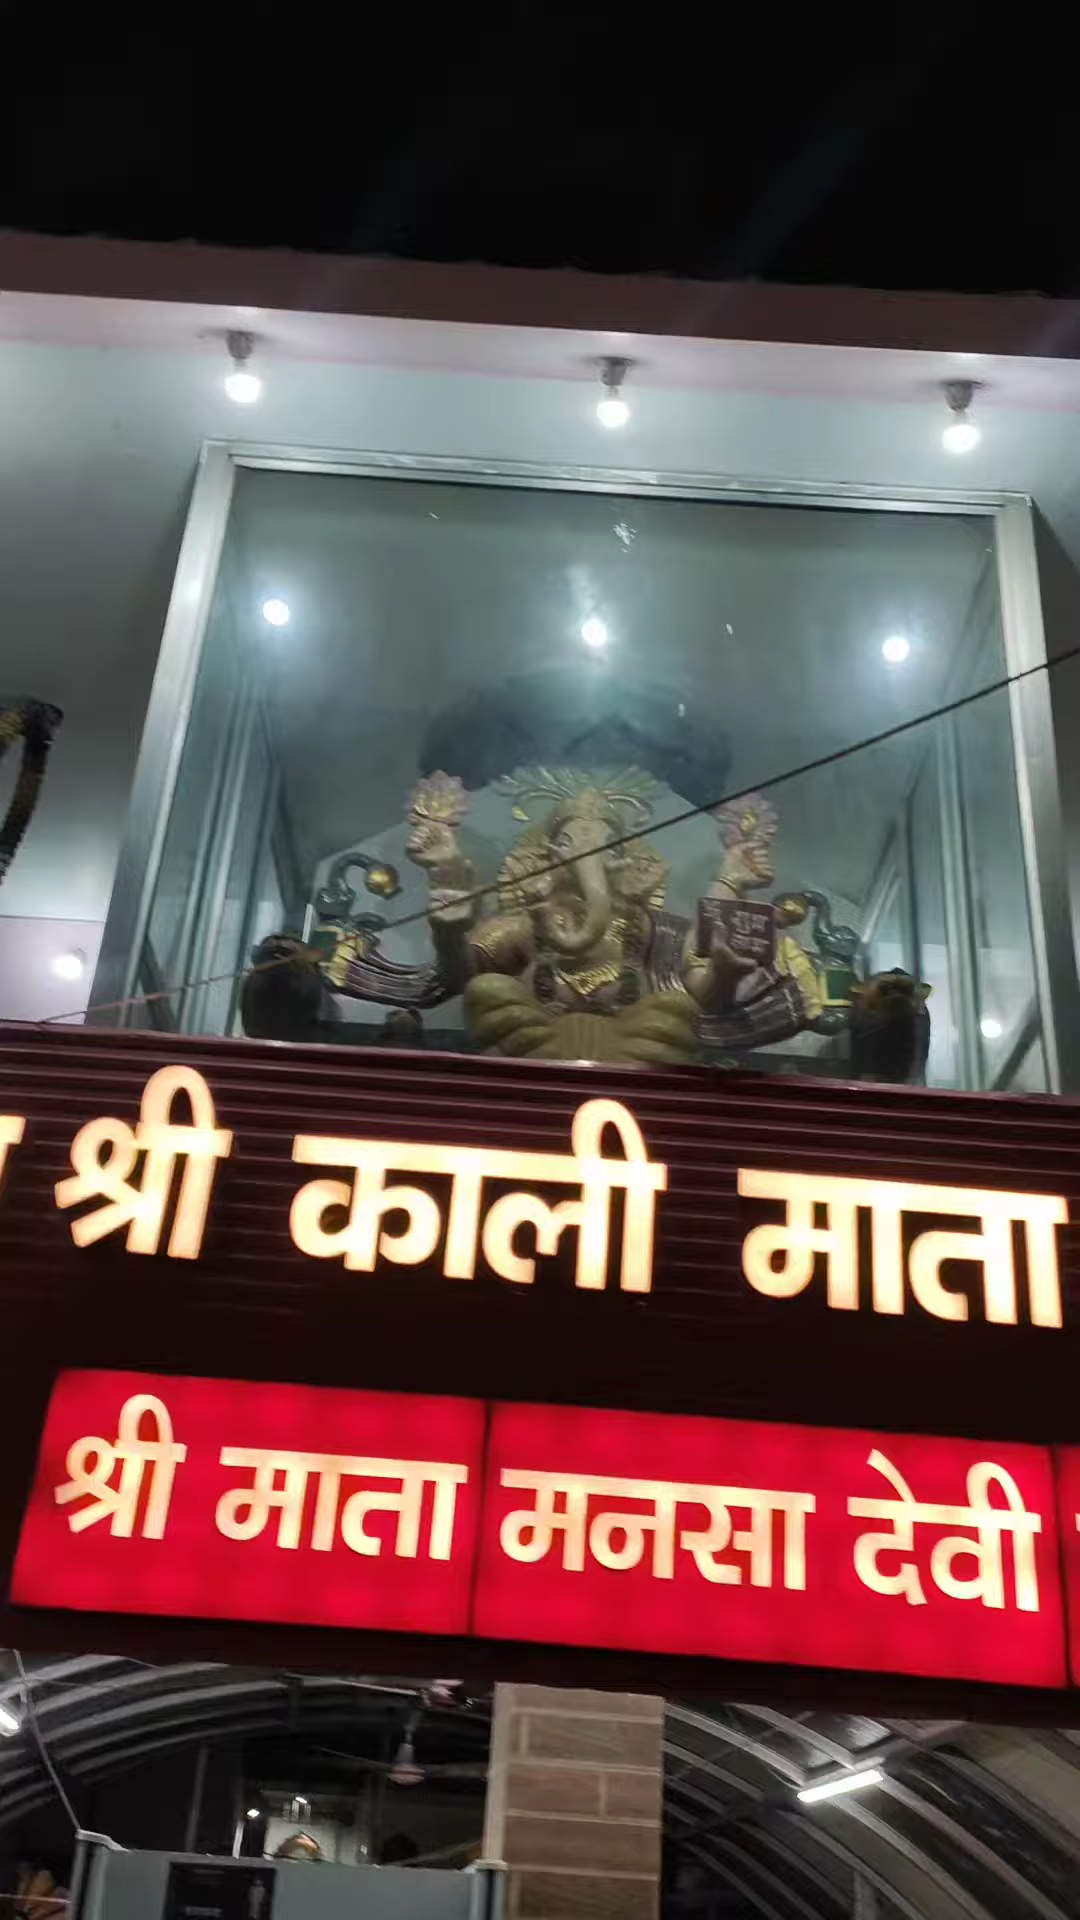 शुभ
लाभ
श्री काली माता
श्री माता मनसा देवी